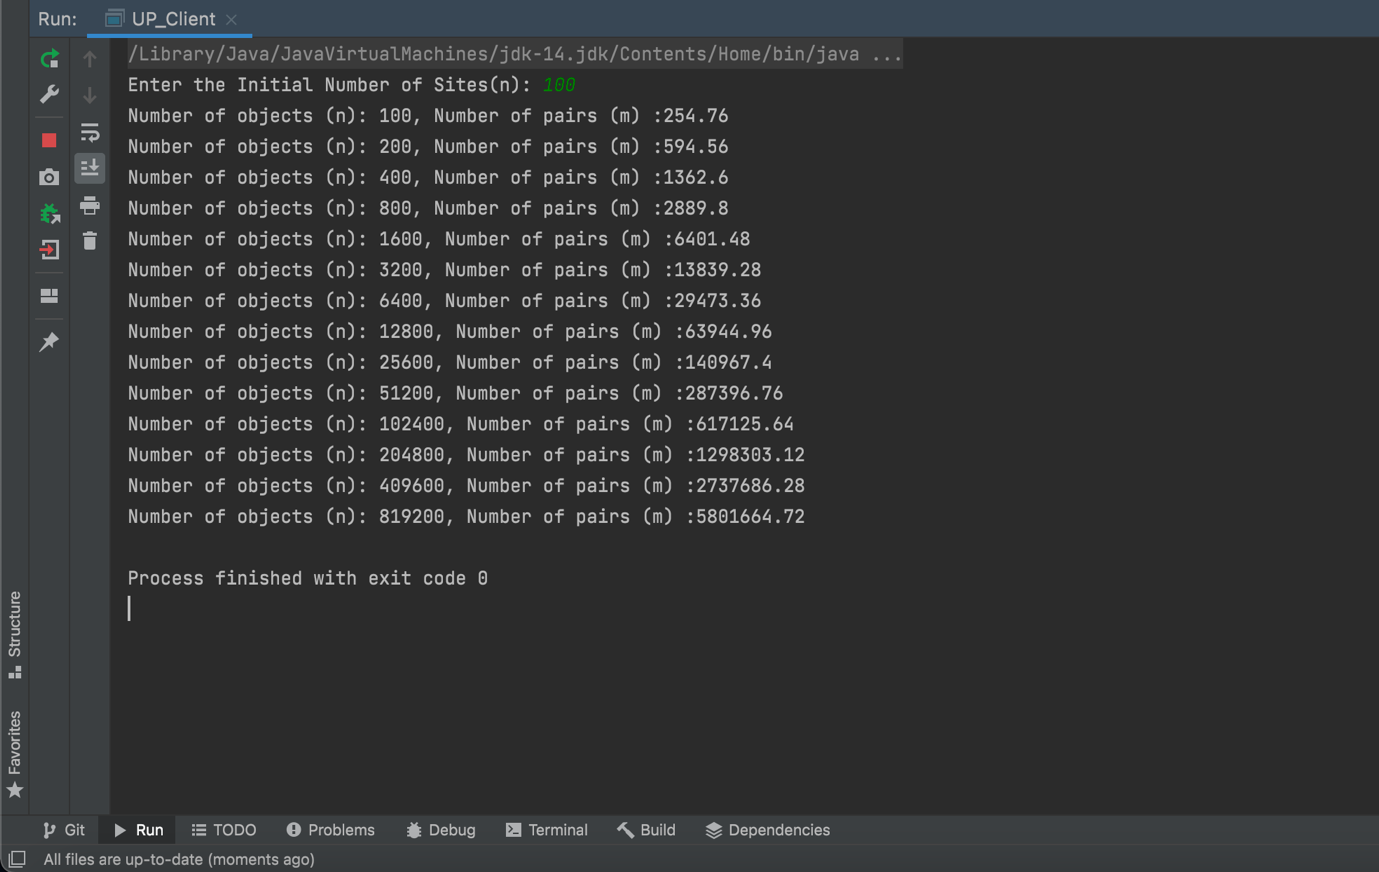 Run: UP_Client
/Library/Java/JavaVirtualMachines/jdk-14.jdk/Contents/Home/bin/java ...
Enter the Initial Number of Sites(n): 100
Number of objects (n): 100, Number of pairs (m) :254.76
Number of objects (n): 200, Number of pairs (m) :594.56
Number of objects (n): 400, Number of pairs (m) :1362.6
Number of objects (n): 800, Number of pairs (m) :2889.8
Number of objects (n): 1600, Number of pairs (m) :6401.48
Number of objects (n): 3200, Number of pairs (m) :13839.28
Number of objects (n): 6400, Number of pairs (m) :29473.36
Number of objects (n): 12800, Number of pairs (m) :63944.96
Number of objects (n): 25600, Number of pairs (m) :140967.4
Number of objects (n): 51200, Number of pairs (m) :287396.76
Number of objects (n): 102400, Number of pairs (m) :617125.64
Number of objects (n): 204800, Number of pairs (m) :1298303.12
Number of objects (n): 409600, Number of pairs (m) :2737686.28
Number of objects (n): 819200, Number of pairs (m) :5801664.72
Process finished with exit code 0
Structure
Favorites
Git Run TODO Problems Debug Terminal Build Dependencies
All files are up-to-date (moments ago)